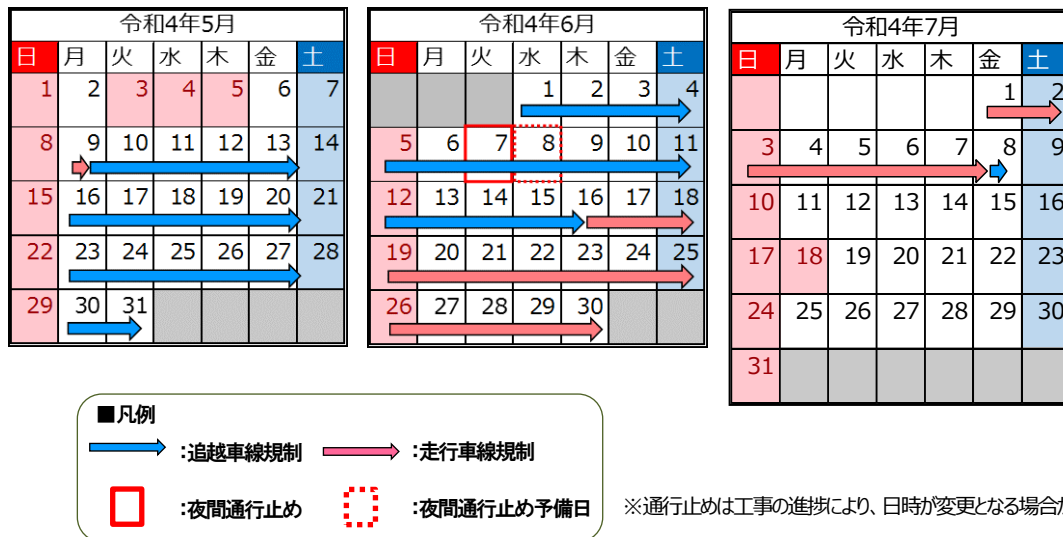 令和4年5月
日 月 火 水 木 金 土
1 2 3 4 5 6 7
8 9 10 11 12 13 14
15 16 17 18 19 20 21
22 23 24 25 26 27 28
29 30 31
令和4年6月
日 月 火 水 木 金 土
1 2 3 4
5 6 7 8 9 10 11
12 13 14 15 16 17 18
19 20 21 22 23 24 25
26 27 28 29 30
令和4年7月
日 月 火 水 木 金 土
1 2
3 4 5 6 7 8 9
10 11 12 13 14 15 16
17 18 19 20 21 22 23
24 25 26 27 28 29 30
31
■凡例
:追越車線規制 :走行車線規制
:夜間通行止め :夜間通行止め予備日
※通行止めは工事の進捗により、日時が変更となる場合